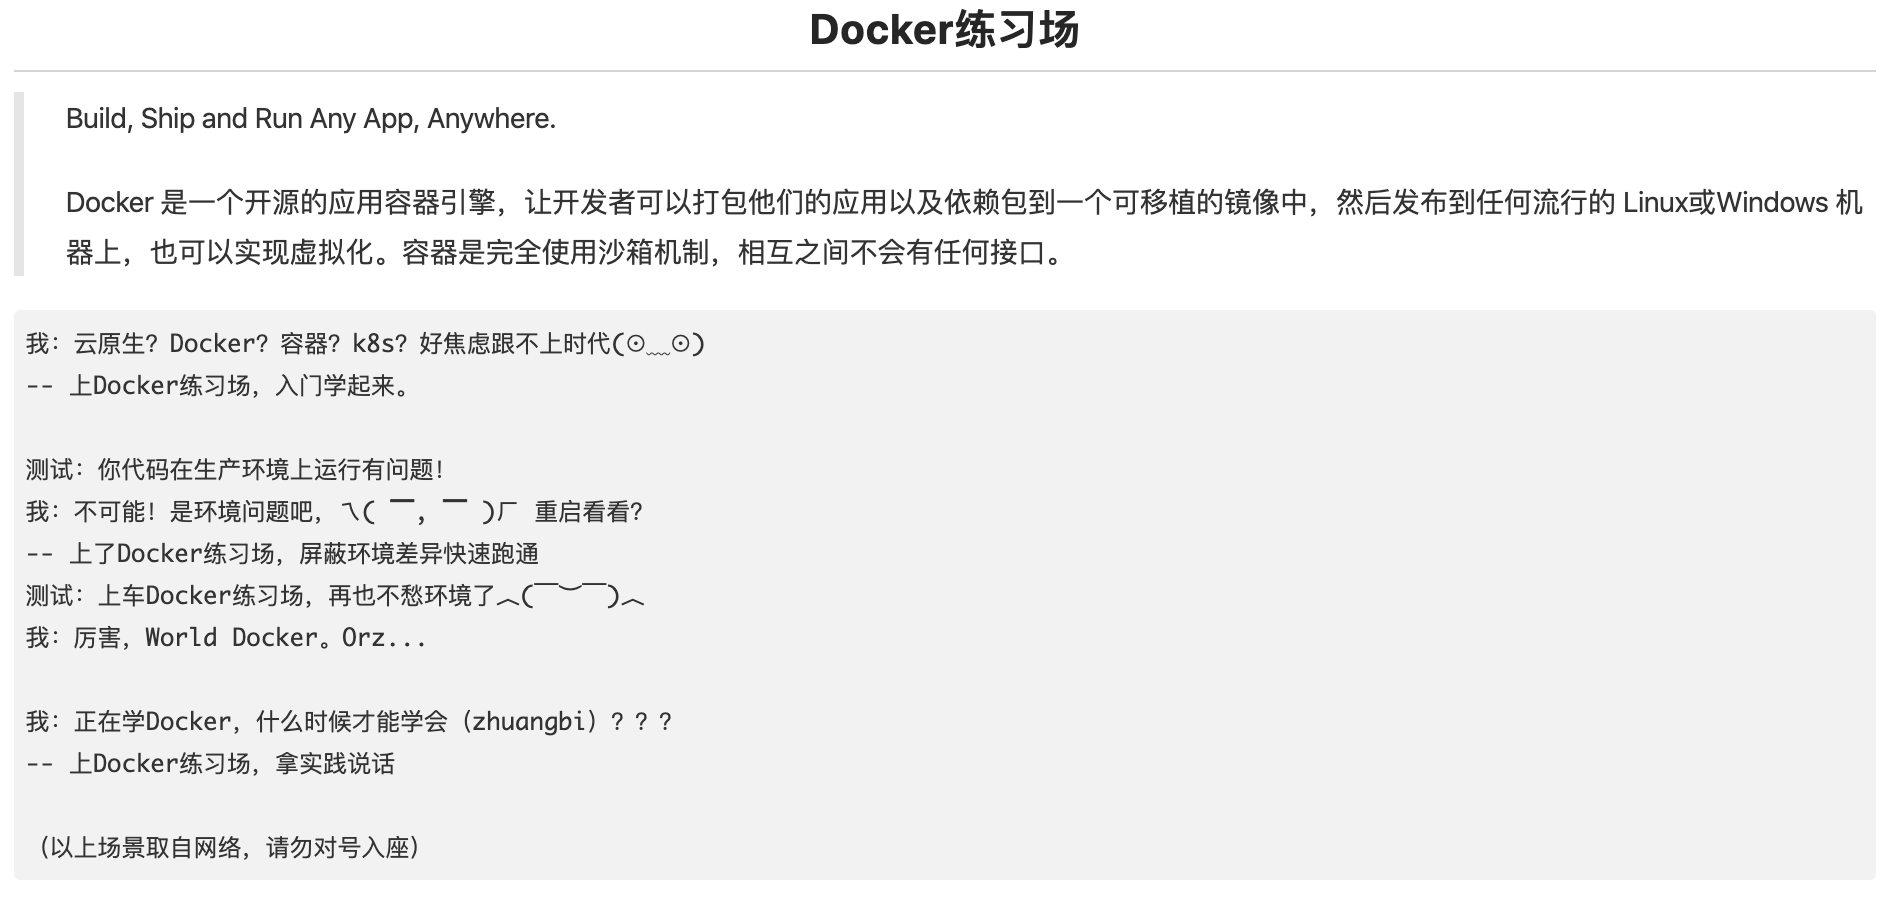 Docker练习场
Build, Ship and Run Any App, Anywhere.
Docker 是一个开源的应用容器引擎，让开发者可以打包他们的应用以及依赖包到一个可移植的镜像中，然后发布到任何流行的 Linux或Windows 机
器上，也可以实现虚拟化。容器是完全使用沙箱机制，相互之间不会有任何接口。
我：云原生？Docker？容器？k8s？好焦虑跟不上时代(⊙﹏⊙)
-- 上Docker练习场，入门学起来。
测试：你代码在生产环境上运行有问题！
我：不可能！是环境问题吧，乁( ▔, ▔ )厂 重启看看？
-- 上了Docker练习场，屏蔽环境差异快速跑通
测试：上车Docker练习场，再也不愁环境了︿(￣︶￣)︿
我：厉害，World Docker。Orz...
我：正在学Docker，什么时候才能学会（zhuangbi）？？？
-- 上Docker练习场，拿实践说话
（以上场景取自网络，请勿对号入座）